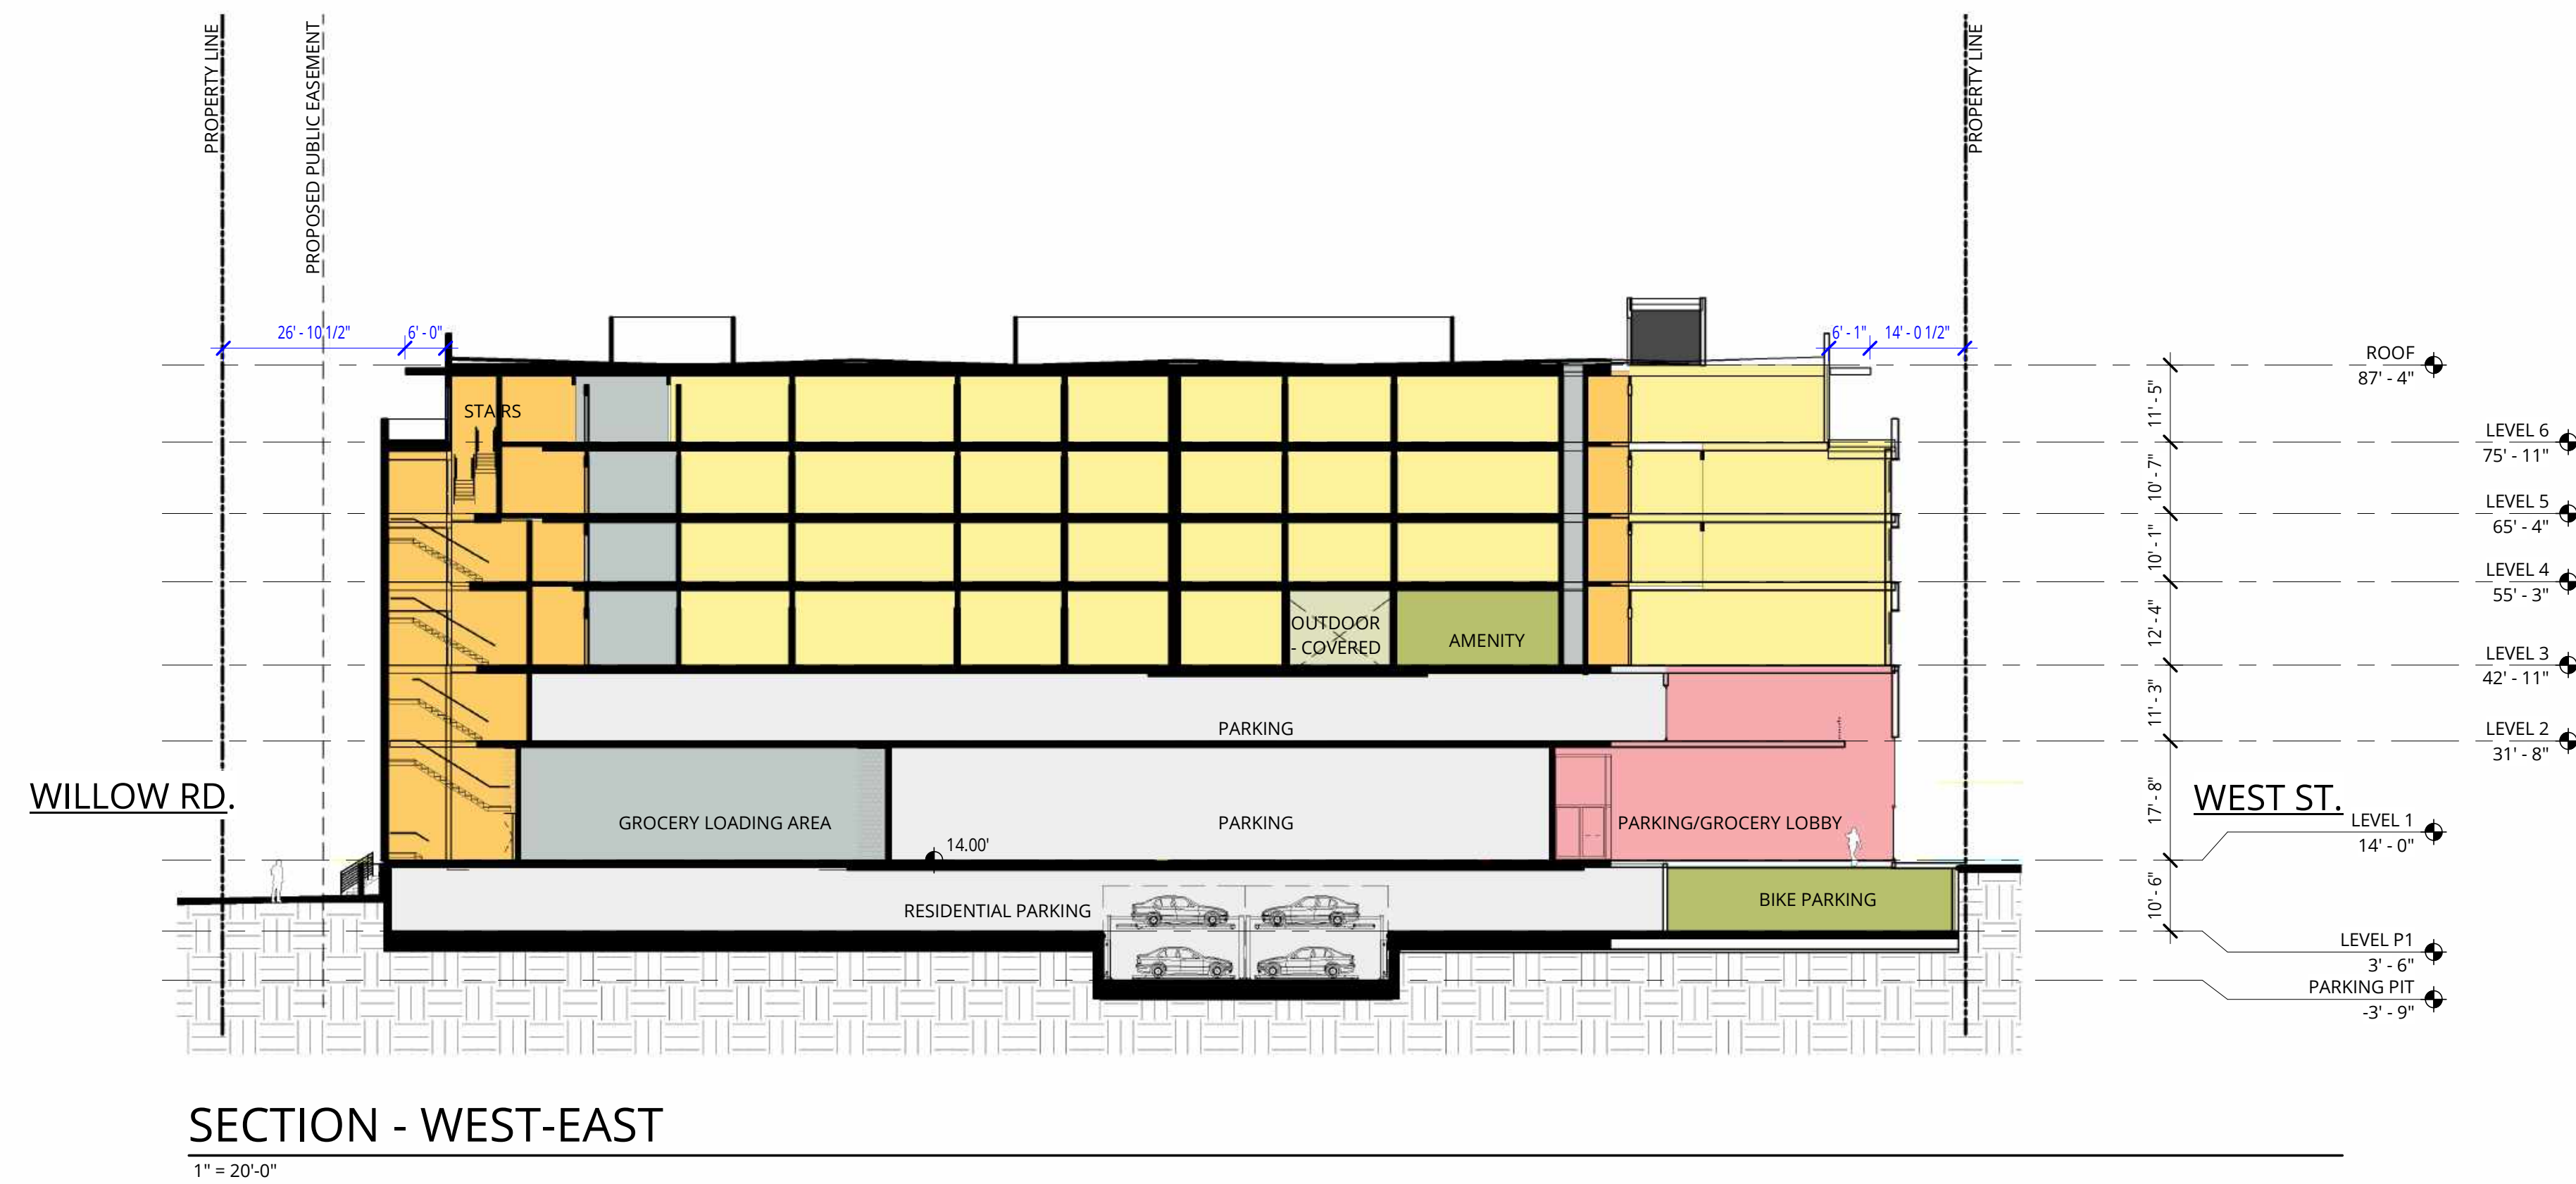 PROPERTY LINE
PROPOSED PUBLIC EASEMENT
PROPERTY LINE
26' - 10 1/2"
6' - 0"
6' - 1"
14' - 0 1/2"
ROOF
87' - 4"
11' - 5"
STAIRS
LEVEL 6
75' - 11"
10' - 7"
LEVEL 5
65' - 4"
10' - 1"
LEVEL 4
55' - 3"
12' - 4"
OUTDOOR
- COVERED
AMENITY
LEVEL 3
42' - 11"
11' - 3"
PARKING
LEVEL 2
31' - 8"
WILLOW RD.
WEST ST.
17' - 8"
GROCERY LOADING AREA
PARKING
PARKING/GROCERY LOBBY
LEVEL 1
14' - 0"
14.00'
10' - 6"
RESIDENTIAL PARKING
BIKE PARKING
LEVEL P1
3' - 6"
PARKING PIT
-3' - 9"
SECTION - WEST-EAST
1" = 20'-0"